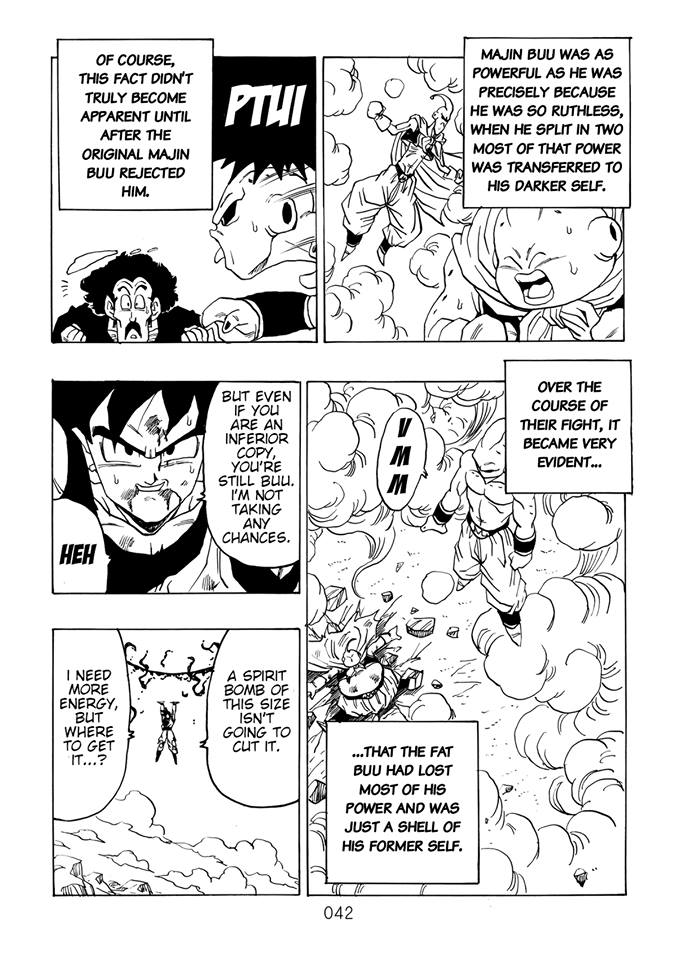 MAJIN BUU WAS AS
POWERFUL AS HE WAS
PRECISELY BECAUSE
HE WAS SO RUTHLESS,
WHEN HE SPLIT IN TWO
MOST OF THAT POWER
WAS TRANSFERRED TO
HIS DARKER SELF.
OF COURSE,
THIS FACT DIDN'T
TRULY BECOME
APPARENT UNTIL
AFTER THE
ORIGINAL MAJIN
BUU REJECTED
HIM.
PTUI
OVER THE
COURSE OF
THEIR FIGHT, IT
BECAME VERY
EVIDENT...
VMM
...THAT THE FAT
BUU HAD LOST
MOST OF HIS
POWER AND WAS
JUST A SHELL OF
HIS FORMER SELF.
BUT EVEN
IF YOU
ARE AN
INFERIOR
COPY,
YOU'RE
STILL BUU.
I'M NOT
TAKING
ANY
CHANCES.
HEH
A SPIRIT
BOMB OF
THIS SIZE
ISN'T
GOING TO
CUT IT.
I NEED
MORE
ENERGY,
BUT WHERE
TO GET
IT...?
042